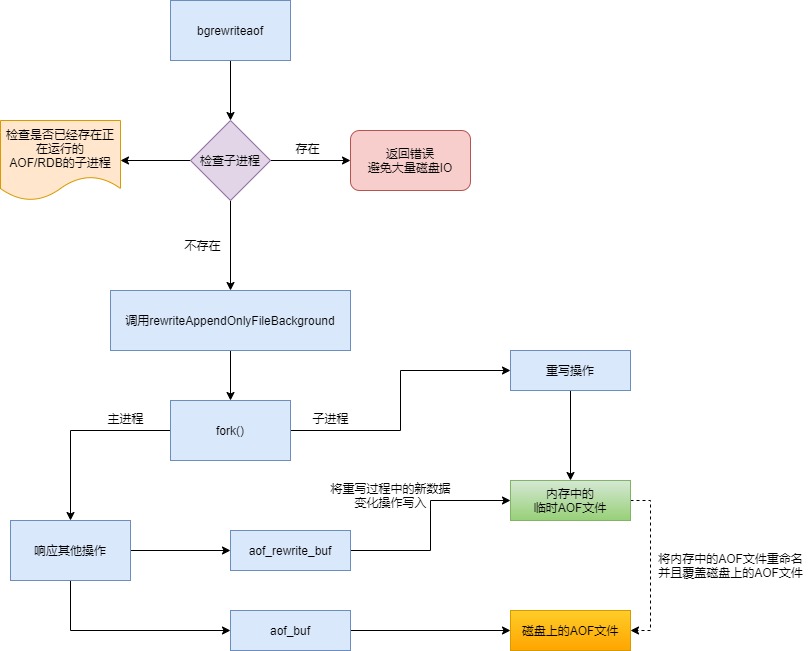 bgrewriteaof
检查是否已经存在正
在运行的
AOF/RDB的子进程
检查子进程
存在
返回错误
避免大量磁盘IO
不存在
调用rewriteAppendOnlyFileBackground
重写操作
主进程
fork()
子进程
将重写过程中的新数据
变化操作写入
内存中的
临时AOF文件
响应其他操作
aof_rewrite_buf
将内存中的AOF文件重命名
并且覆盖磁盘上的AOF文件
aof_buf
磁盘上的AOF文件